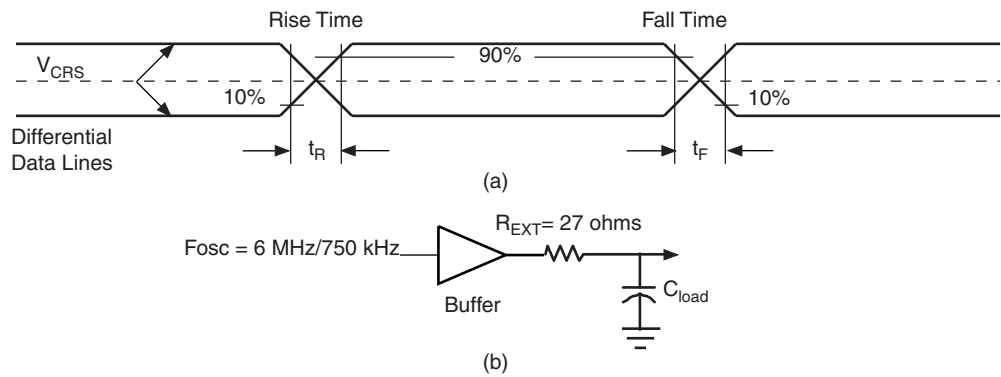 Rise Time
Fall Time
V_CRS
90%
10%
10%
Differential
Data Lines
t_R
t_F
(a)
R_EXT= 27 ohms
Fosc = 6 MHz/750 kHz
Buffer
C_load
(b)